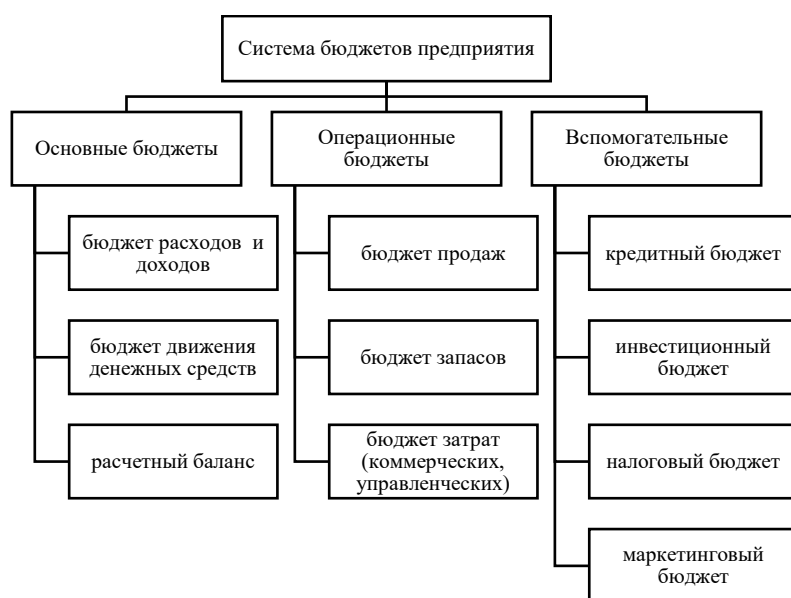 Система бюджетов предприятия
Основные бюджеты
Операционные
бюджеты
Вспомогательные
бюджеты
бюджет расходов и
доходов
бюджет движения
денежных средств
расчетный баланс
бюджет продаж
бюджет запасов
бюджет затрат
(коммерческих,
управленческих)
кредитный бюджет
инвестиционный
бюджет
налоговый бюджет
маркетинговый
бюджет